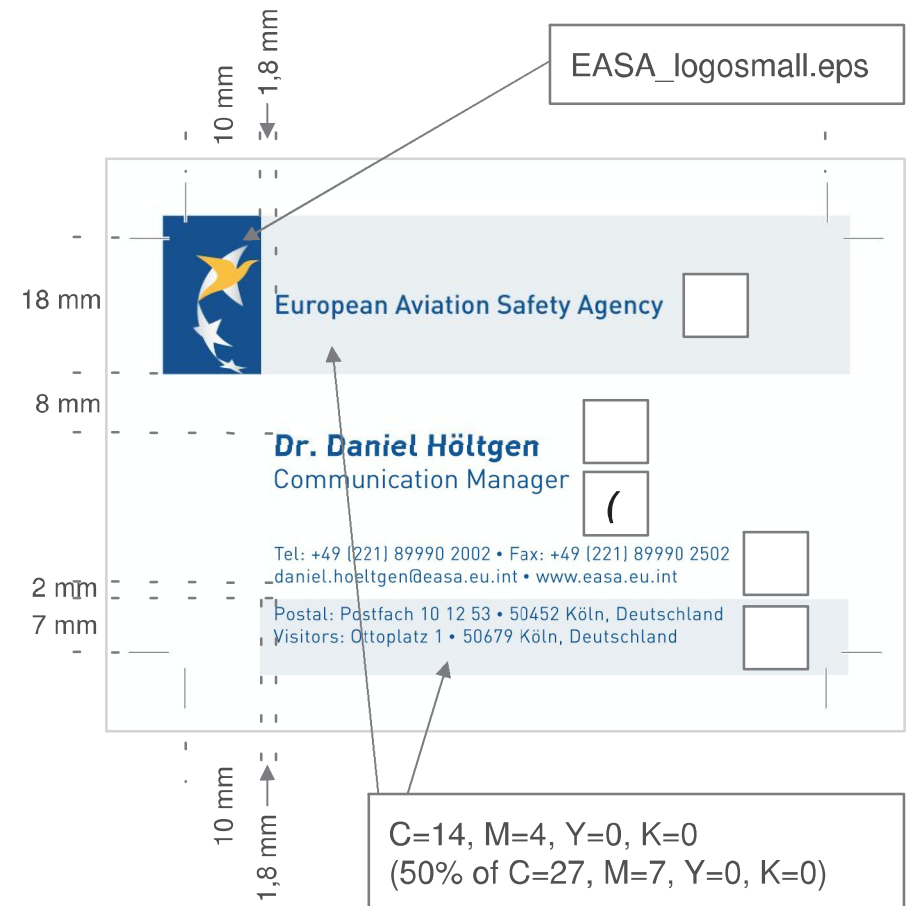 10 mm
1,8 mm
EASA_logosmall.eps
18 mm
European Aviation Safety Agency
8 mm
Dr. Daniel Höltgen
Communication Manager
(
Tel: +49 (221) 89990 2002 • Fax: +49 (221) 89990 2502
daniel.hoeltgen@easa.eu.int • www.easa.eu.int
2 mm
Postal: Postfach 10 12 53 • 50452 Köln, Deutschland
7 mm
Visitors: Ottoplatz 1 • 50679 Köln, Deutschland
10 mm
1,8 mm
C=14, M=4, Y=0, K=0
(50% of C=27, M=7, Y=0, K=0)